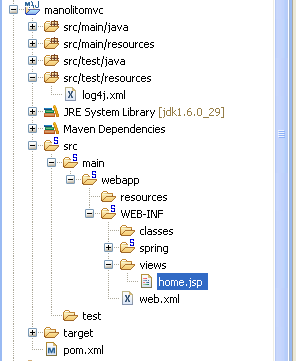 manolitomvc
src/main/java
src/main/resources
src/test/java
src/test/resources
log4j.xml
JRE System Library [jdk1.6.0_29]
Maven Dependencies
src
main
webapp
resources
WEB-INF
classes
spring
views
home.jsp
web.xml
test
target
pom.xml